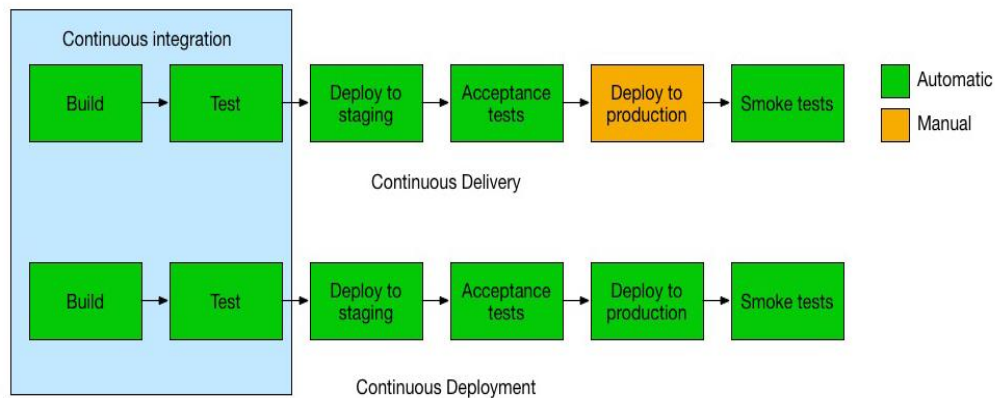 Continuous integration
Build
Test
Deploy to
staging
Acceptance
tests
Deploy to
production
Smoke tests
Automatic
Manual
Continuous Delivery
Build
Test
Deploy to
staging
Acceptance
tests
Deploy to
production
Smoke tests
Continuous Deployment